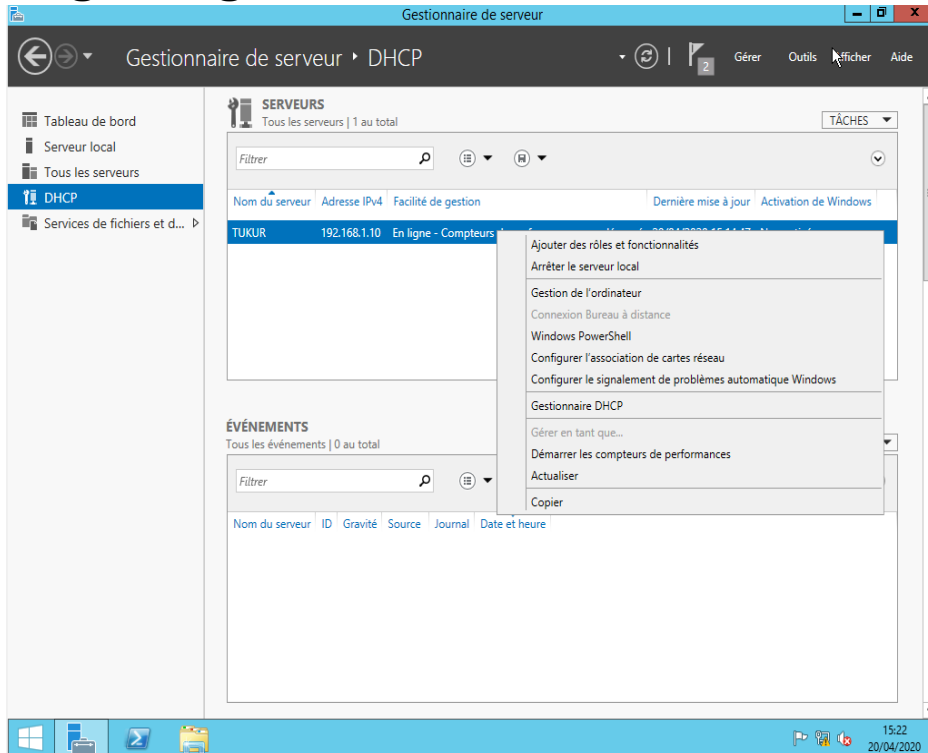 Gestionnaire de serveur
Gestionnaire de serveur • DHCP
2
Gérer Outils Afficher Aide
Tableau de bord
Serveur local
Tous les serveurs
DHCP
Services de fichiers et d...
SERVEURS
Tous les serveurs | 1 au total
TÂCHES
Filtrer
Nom du serveur Adresse IPv4 Facilité de gestion Dernière mise à jour Activation de Windows
TUKUR 192.168.1.10 En ligne - Compteurs
Ajouter des rôles et fonctionnalités
Arrêter le serveur local
Gestion de l'ordinateur
Connexion Bureau à distance
Windows PowerShell
Configurer l'association de cartes réseau
Configurer le signalement de problèmes automatique Windows
Gestionnaire DHCP
Gérer en tant que...
Démarrer les compteurs de performances
Actualiser
Copier
ÉVÉNEMENTS
Tous les événements | 0 au total
Filtrer
Nom du serveur ID Gravité Source Journal Date et heure
15:22
20/04/2020